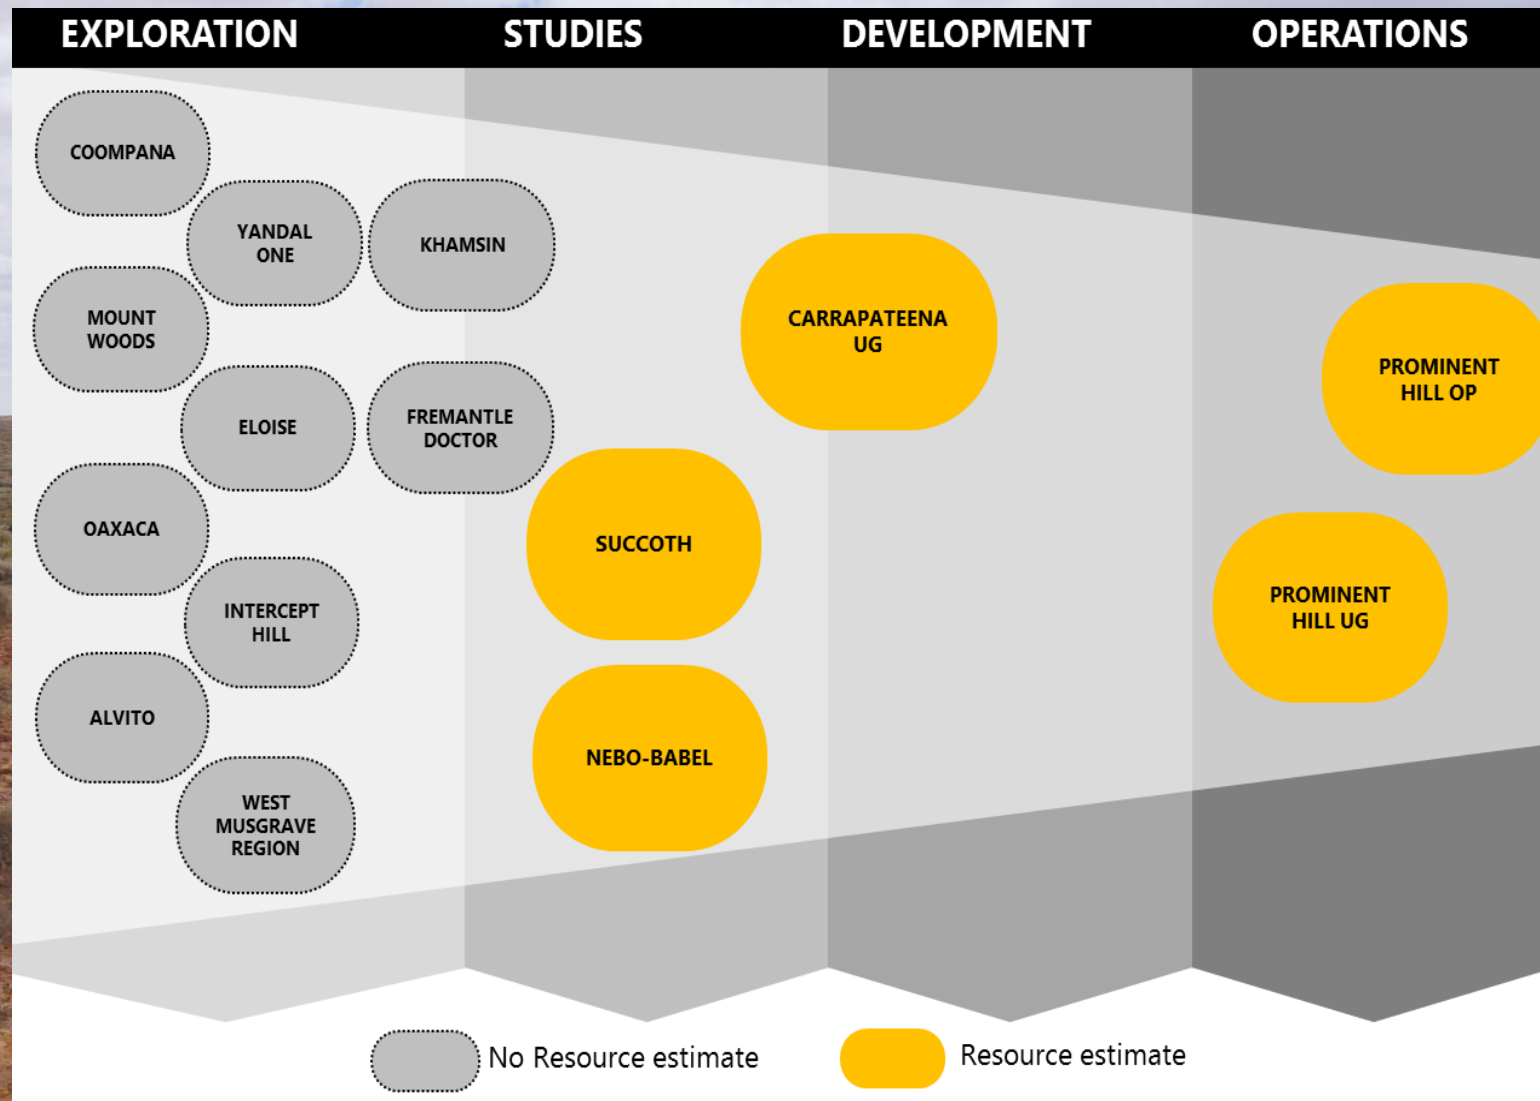 EXPLORATION
STUDIES
DEVELOPMENT
OPERATIONS
COOMPANA
YANDAL
ONE
KHAMSIN
MOUNT
WOODS
ELOISE
FREMANTLE
DOCTOR
OAXACA
INTERCEPT
HILL
ALVITO
WEST
MUSGRAVE
REGION
SUCCOTH
NEBO-BABEL
CARRAPATEENA
UG
PROMINENT
HILL OP
PROMINENT
HILL UG
No Resource estimate
Resource estimate